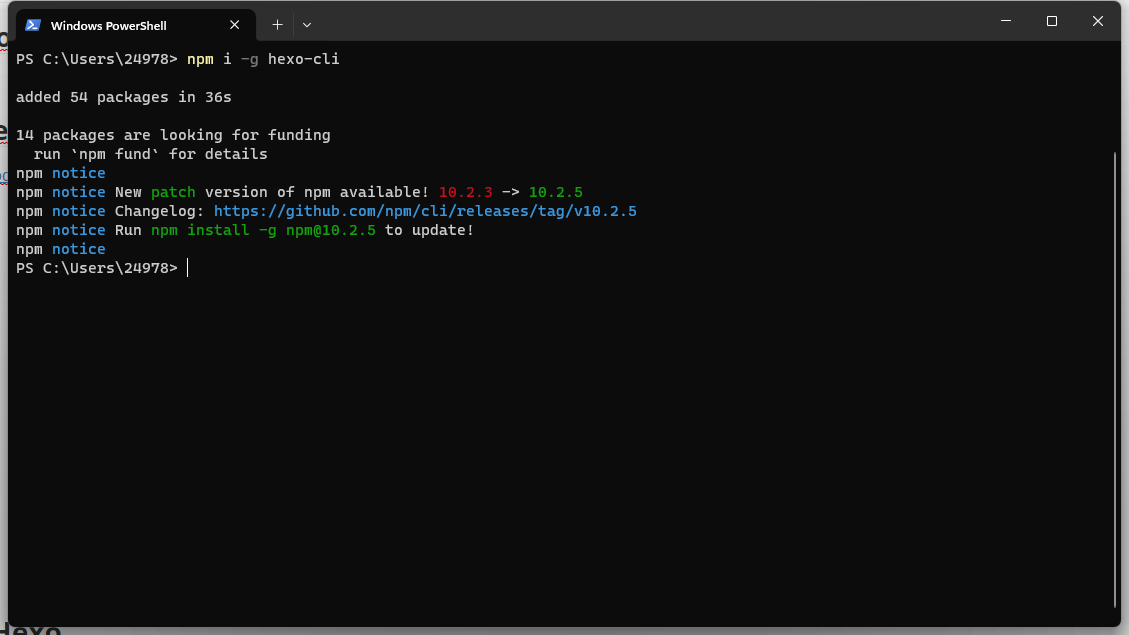 Windows PowerShell
PS C:\Users\24978> npm i -g hexo-cli
added 54 packages in 36s
14 packages are looking for funding
run `npm fund` for details
npm notice
npm notice New patch version of npm available! 10.2.3 -> 10.2.5
npm notice Changelog: https://github.com/npm/cli/releases/tag/v10.2.5
npm notice Run npm install -g npm@10.2.5 to update!
npm notice
PS C:\Users\24978>
Hexo